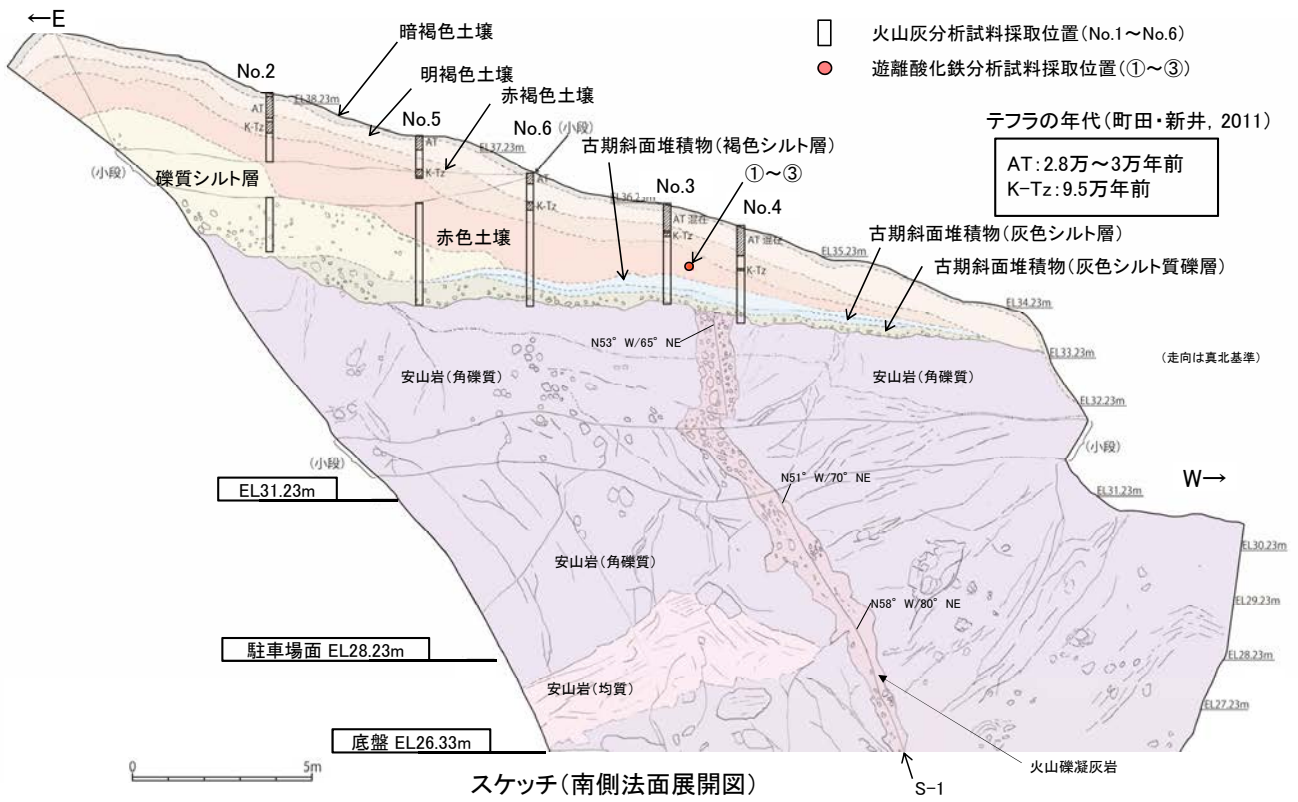 ←E
暗褐色土壌
火山灰分析試料採取位置(No.1～No.6)
遊離酸化鉄分析試料採取位置(①～③)
No.2
明褐色土壌
赤褐色土壌
EL38.23m
AT
K-Tz
No.5
AT
K-Tz
EL37.23m
No.6
(小段)
AT
K-Tz
古期斜面堆積物(褐色シルト層)
①～③
テフラの年代(町田・新井, 2011)
AT:2.8万～3万年前
K-Tz:9.5万年前
(小段)
礫質シルト層
No.3
AT 混在
K-Tz
No.4
AT 混在
K-Tz
EL35.23m
赤色土壌
古期斜面堆積物(灰色シルト層)
古期斜面堆積物(灰色シルト質礫層)
EL34.23m
N53° W/65° NE
EL33.23m
(走向は真北基準)
安山岩(角礫質)
安山岩(角礫質)
EL32.23m
(小段)
(小段)
N51° W/70° NE
W→
EL31.23m
EL31.23m
EL30.23m
安山岩(角礫質)
N58° W/80° NE
EL29.23m
駐車場面 EL28.23m
EL28.23m
安山岩(均質)
EL27.23m
底盤 EL26.33m
火山礫凝灰岩
0
5m
スケッチ(南側法面展開図)
S-1